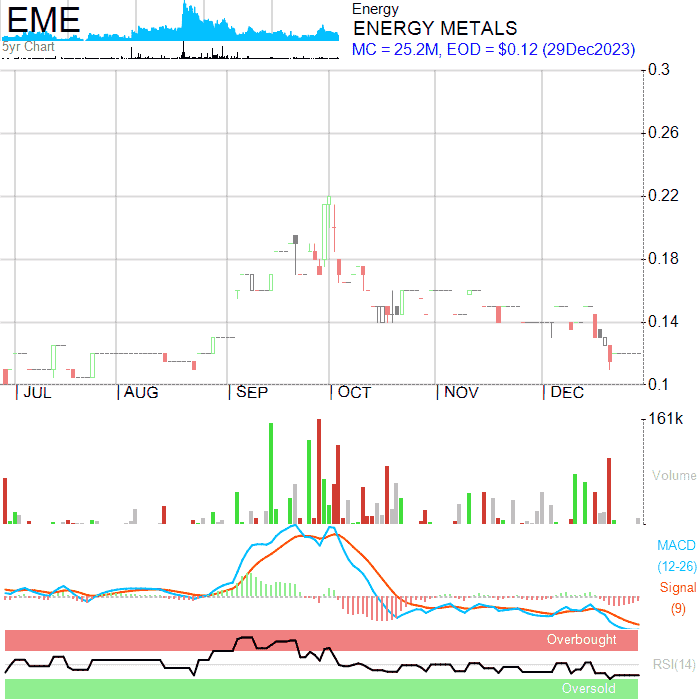 EME
5yr Chart
Energy
ENERGY METALS
MC = 25.2M, EOD = $0.12 (29Dec2023)
0.3
0.26
0.22
0.18
0.14
0.1
JUL AUG SEP OCT NOV DEC
161k
Volume
MACD
(12-26)
Signal
(9)
Overbought
RSI(14)
Oversold